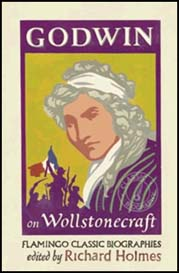 GODWIN
on Wollstonecraft
FLAMINGO CLASSIC BIOGRAPHIES
edited by Richard Holmes